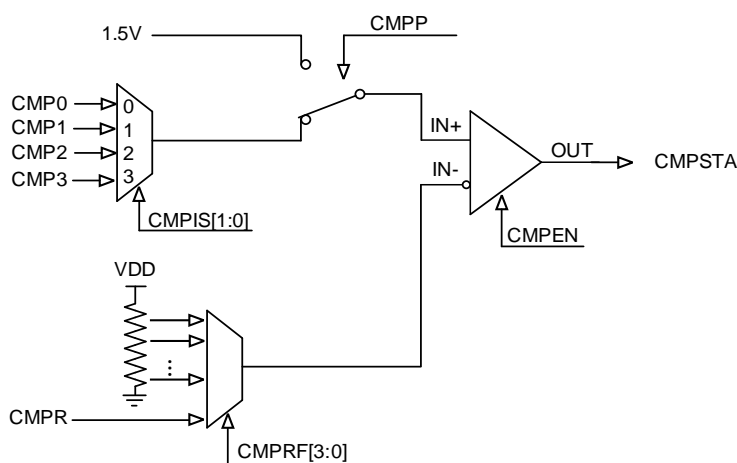 1.5V
CMPP
CMP0
0
CMP1
1
CMP2
2
CMP3
3
IN+
IN-
OUT
CMPSTA
CMPIS[1:0]
CMPEN
VDD
CMPR
CMPRF[3:0]